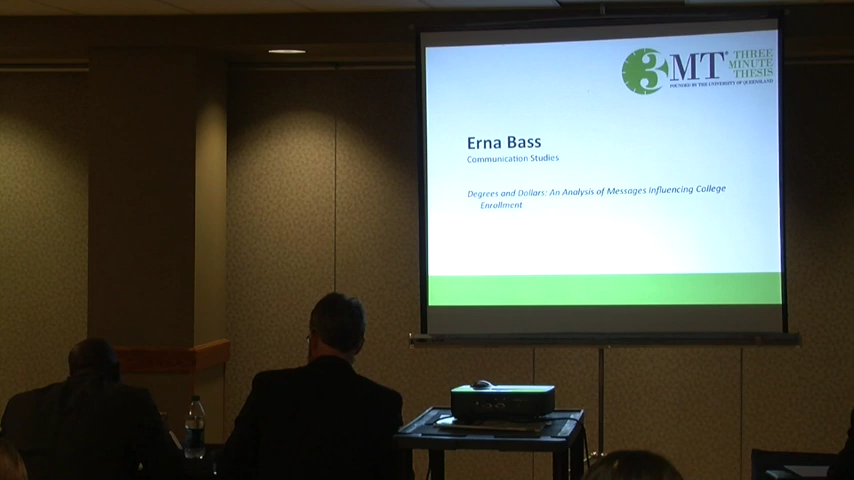 3MT® THREE
MINUTE
THESIS
FOUNDED BY THE UNIVERSITY OF QUEENSLAND
Erna Bass
Communication Studies
Degrees and Dollars: An Analysis of Messages Influencing College
Enrollment